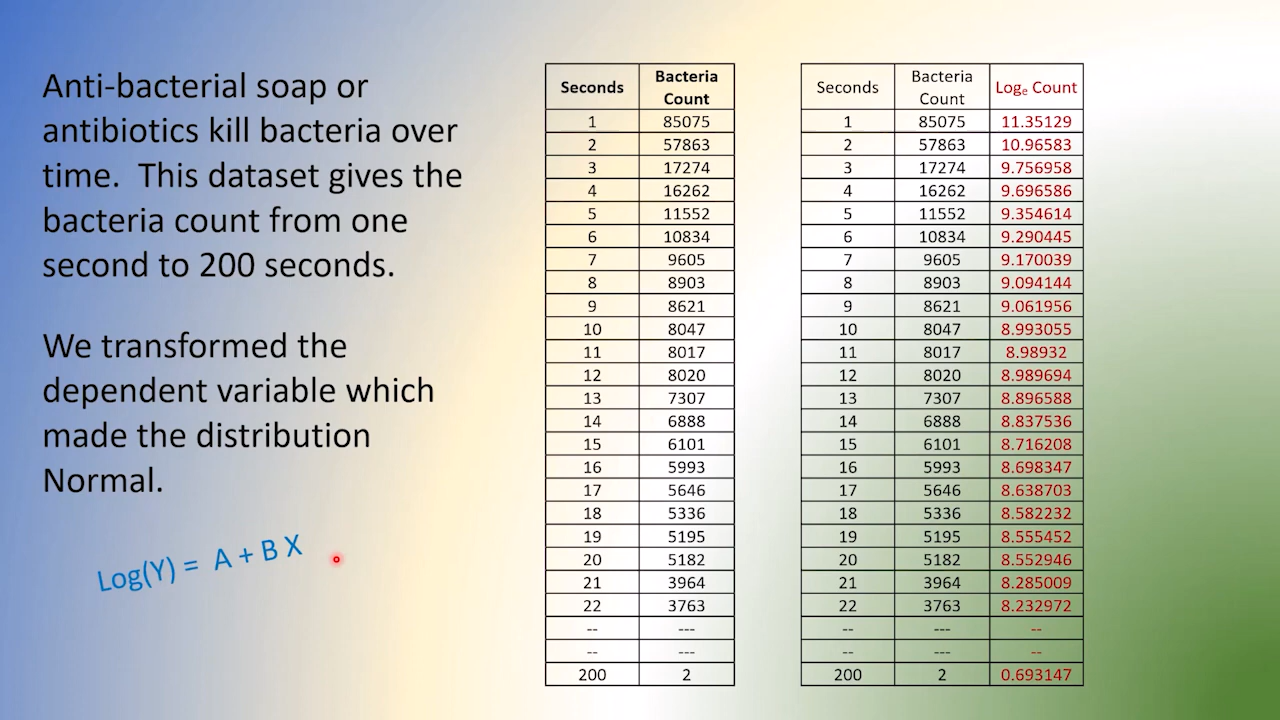 Anti-bacterial soap or
antibiotics kill bacteria over
time. This dataset gives the
bacteria count from one
second to 200 seconds.
We transformed the
dependent variable which
made the distribution
Normal.
Log(Y) = A + B X
Seconds Bacteria Count
1 85075
2 57863
3 17274
4 16262
5 11552
6 10834
7 9605
8 8903
9 8621
10 8047
11 8017
12 8020
13 7307
14 6888
15 6101
16 5993
17 5646
18 5336
19 5195
20 5182
21 3964
22 3763
-- ---
-- ---
200 2
Seconds Bacteria Count Logₑ Count
1 85075 11.35129
2 57863 10.96583
3 17274 9.756958
4 16262 9.696586
5 11552 9.354614
6 10834 9.290445
7 9605 9.170039
8 8903 9.094144
9 8621 9.061956
10 8047 8.993055
11 8017 8.98932
12 8020 8.989694
13 7307 8.896588
14 6888 8.837536
15 6101 8.716208
16 5993 8.698347
17 5646 8.638703
18 5336 8.582232
19 5195 8.555452
20 5182 8.552946
21 3964 8.285009
22 3763 8.232972
-- --- --
-- --- --
200 2 0.693147